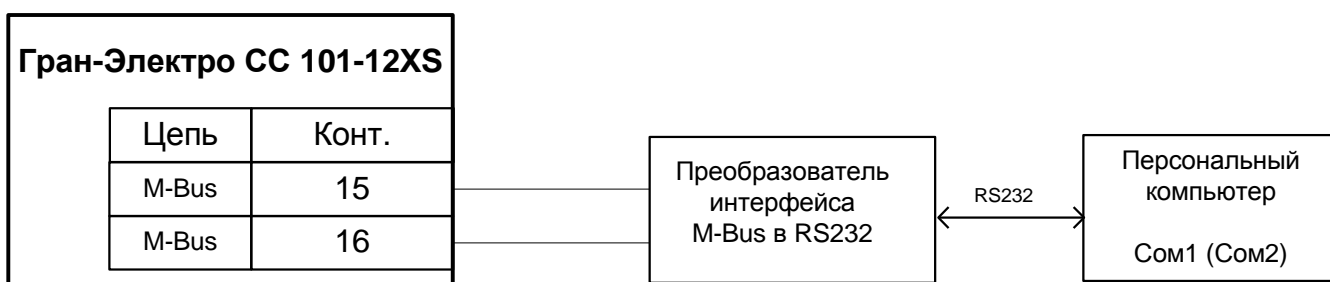 Гран-Электро СС 101-12XS
Цепь Конт.
M-Bus 15
M-Bus 16
Преобразователь
интерфейса
M-Bus в RS232
RS232
Персональный
компьютер
Сом1 (Сом2)